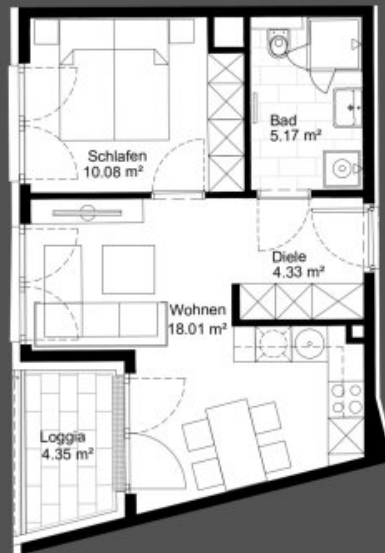 Bad
5.17 m²
Schlafen
10.08 m²
Diele
4.33 m²
Wohnen
18.01 m²
Loggia
4.35 m²